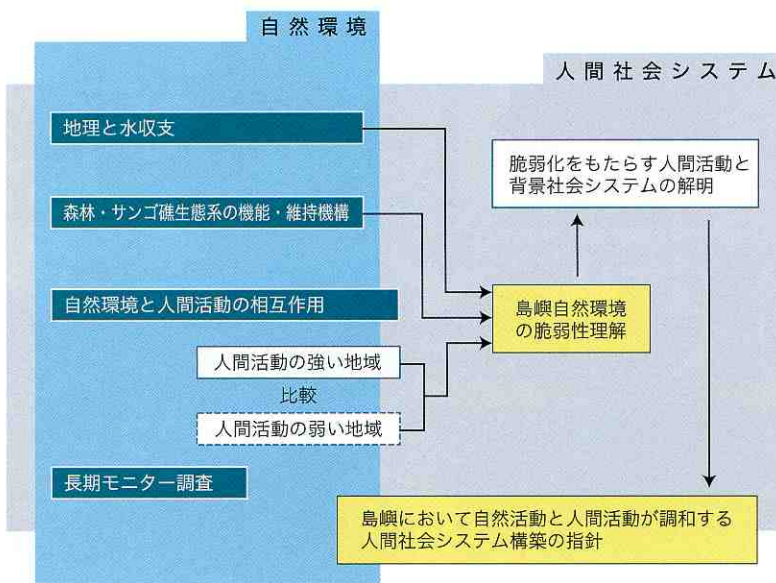 自然環境
人間社会システム
地理と水収支
森林・サンゴ礁生態系の機能・維持機構
自然環境と人間活動の相互作用
人間活動の強い地域
比較
人間活動の弱い地域
長期モニター調査
島嶼自然環境
の脆弱性理解
脆弱化をもたらす人間活動と
背景社会システムの解明
島嶼において自然活動と人間活動が調和する
人間社会システム構築の指針